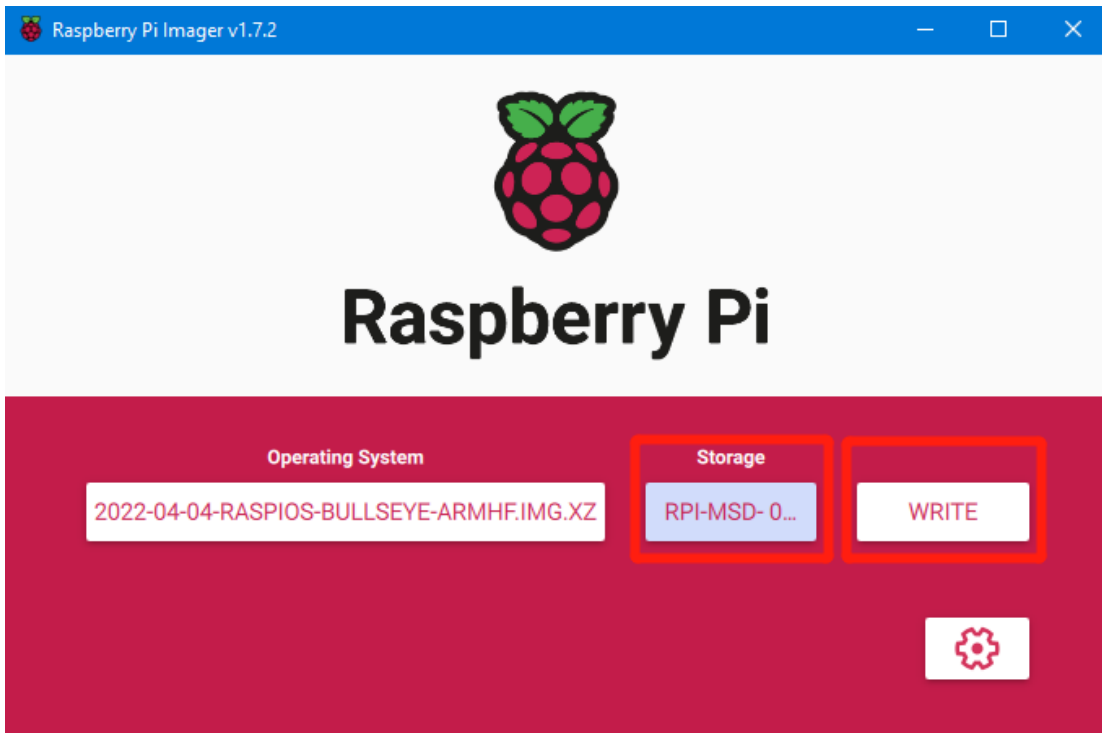 Raspberry Pi Imager v1.7.2
Raspberry Pi
Operating System
Storage
2022-04-04-RASPIOS-BULLSEYE-ARMHF.IMG.XZ
RPI-MSD- 0...
WRITE